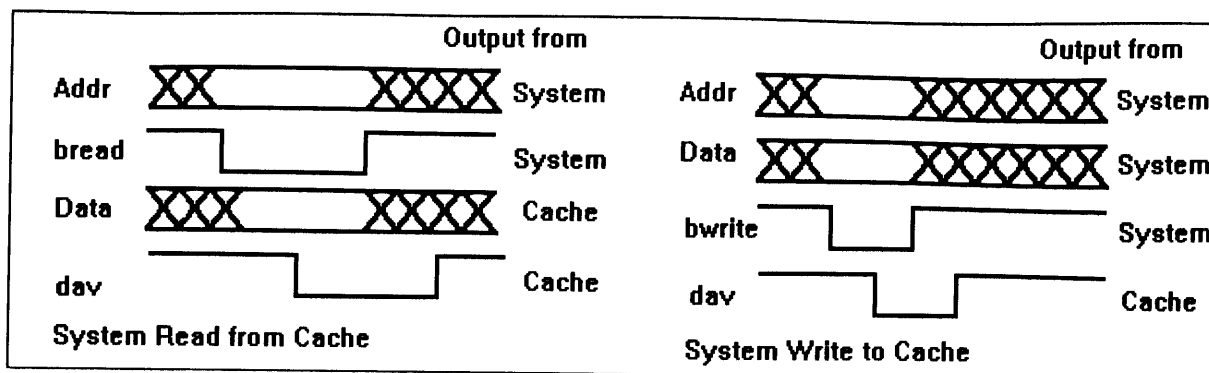 Output from
Addr System
bread System
Data Cache
dav Cache
System Read from Cache
Output from
Addr System
Data System
bwrite System
dav Cache
System Write to Cache